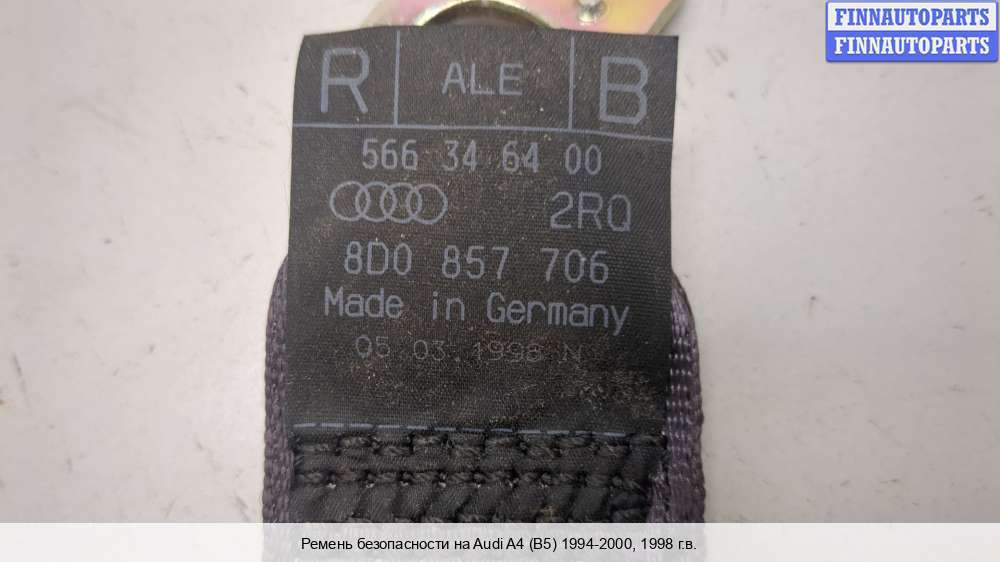 FINNAUTOPARTS
FINNAUTOPARTS
R ALE B
566 34 64 00
2RQ
8D0 857 706
Made in Germany
05 03.1998 N
Ремень безопасности на Audi A4 (B5) 1994-2000, 1998 г.в.